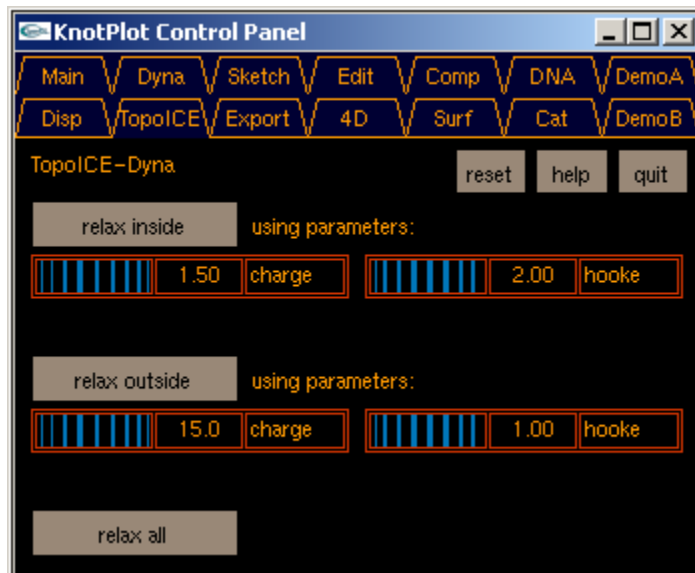 KnotPlot Control Panel
Main Dyna Sketch Edit Comp DNA DemoA
Disp TopoICE Export 4D Surf Cat DemoB
TopoICE-Dyna reset help quit
relax inside using parameters:
1.50 charge 2.00 hooke
relax outside using parameters:
15.0 charge 1.00 hooke
relax all